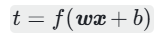 t = f(wx + b)